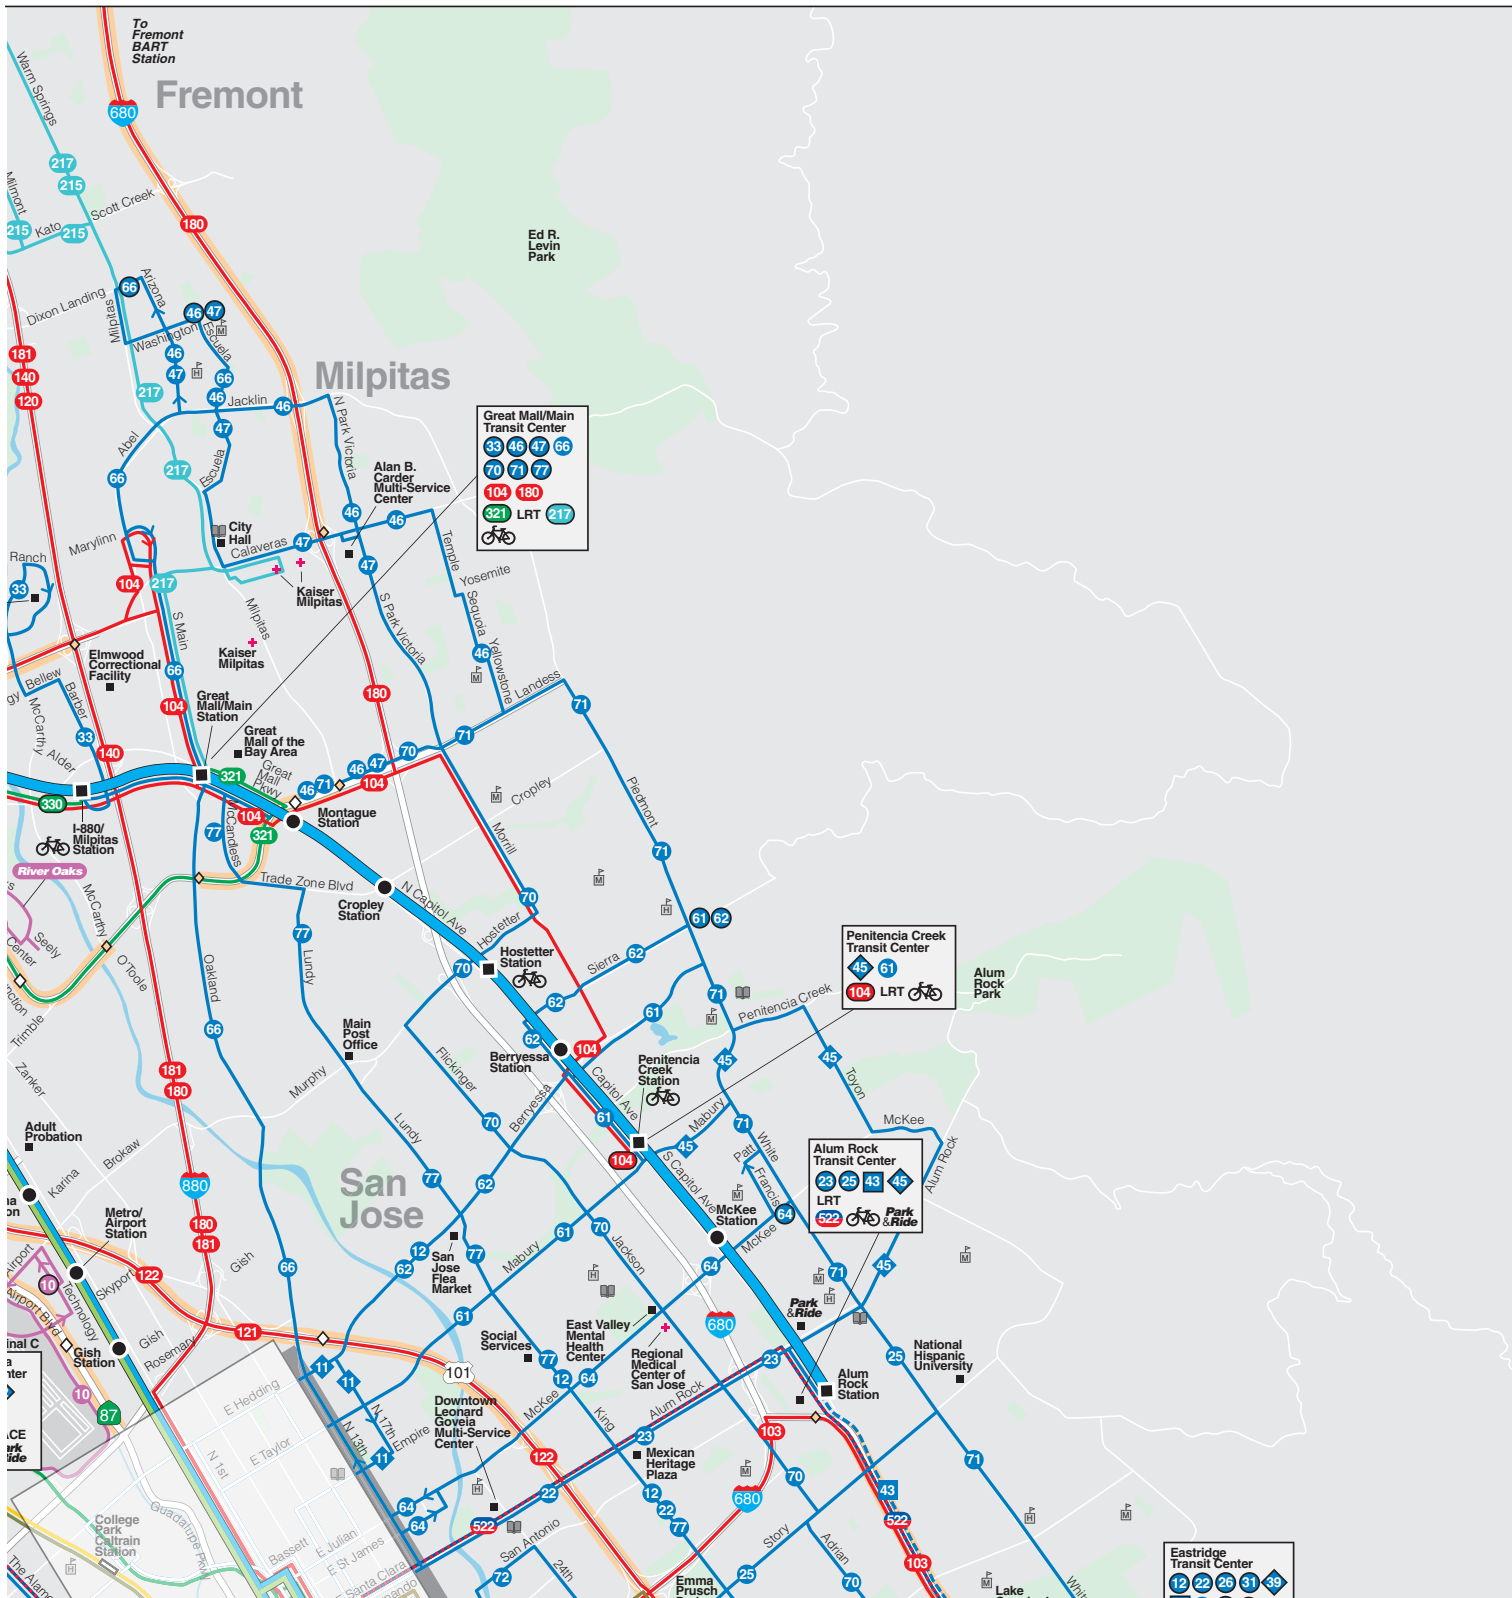 To
Fremont
BART
Station
Fremont
680
Warm Springs
217
215
Milmont
215
Kato
215
Scott Creek
180
Ed R.
Levin
Park
Dixon Landing
66
Arizona
Milpitas
Washington
46
47
Escuela
M
181
140
120
46
47
H
66
46
47
217
Jacklin
46
Milpitas
N Park Victoria
Abel
66
217
Escuela
Great Mall/Main
Transit Center
33 46 47 66
70 71 77
104 180
321 LRT 217
Alan B.
Carder
Multi-Service
Center
City
Hall
Calaveras
47
46
46
47
Marylinn
Ranch
33
104
217
Kaiser
Milpitas
Temple
Yosemite
Sequoia
46
Yellowstone
M
S Park Victoria
Milpitas
S Main
Kaiser
Milpitas
66
104
Elmwood
Correctional
Facility
Bellew
Barber
McCarthy
33
Alder
140
Great
Mall/Main
Station
Great
Mall of the
Bay Area
Great
Mall
Pkwy
180
Landess
71
71
70
46 47
46 71
104
321
330
I-880/
Milpitas
Station
77
McCandless
104
321
Montague
Station
M
Cropley
Piedmont
71
Morrill
River Oaks
McCarthy
Seely
Center
Trimble
O'Toole
Trade Zone Blvd
Cropley
Station
N Capitol Ave
70
M
H
61 62
77
Lundy
Oakland
66
Hostetter
Hostetter
Station
70
Sierra
62
62
61
62
71
M
Penitencia Creek
Penitencia Creek
Transit Center
45 61
104 LRT
Alum
Rock
Park
Main
Post
Office
Murphy
Flickinger
Berryessa
Station
104
Penitencia
Creek
Station
Capitol Ave
45
45
Toyon
McKee
Alum Rock
Zanker
181
180
Adult
Probation
Brokaw
Karina
880
180
181
Lundy
70
Berryessa
61
104
Mabury
45
71
White
Patt
Francis
M
64
Alum Rock
Transit Center
23 25 43 45
LRT
522 Park
&Ride
San
Jose
77
62
S Capitol Ave
McKee
Station
McKee
64
Metro/
Airport
Station
Airport
10
Technology
Skyport
122
Gish
66
12
62
San
Jose
Flea
Market
77
Mabury
61
70
Jackson
H
M
H
71
45
M
Airport Blvd
Gish
Rosemary
Gish
Station
121
61
Social
Services
East Valley
Mental
Health
Center
Regional
Medical
Center of
San Jose
680
Park
&Ride
National
Hispanic
University
25
23
Alum
Rock
Station
10
87
11
11
101
77
12
64
McKee
King
Alum Rock
E Hedding
N 1st
E Taylor
N 17th
N 13th
Empire
11
Downtown
Leonard
Goveia
Multi-Service
Center
122
23
Mexican
Heritage
Plaza
103
M
680
70
71
43
522
103
H
M
Guadalupe Pkwy
College
Park
Caltrain
Station
H
Bassett
E Julian
E St James
Santa Clara
64
64
H
22
522
San Antonio
24th
72
12
22
77
Story
Adrian
25
70
Emma
Prusch
M
Lake
Eastridge
Transit Center
12 22 26 31 39